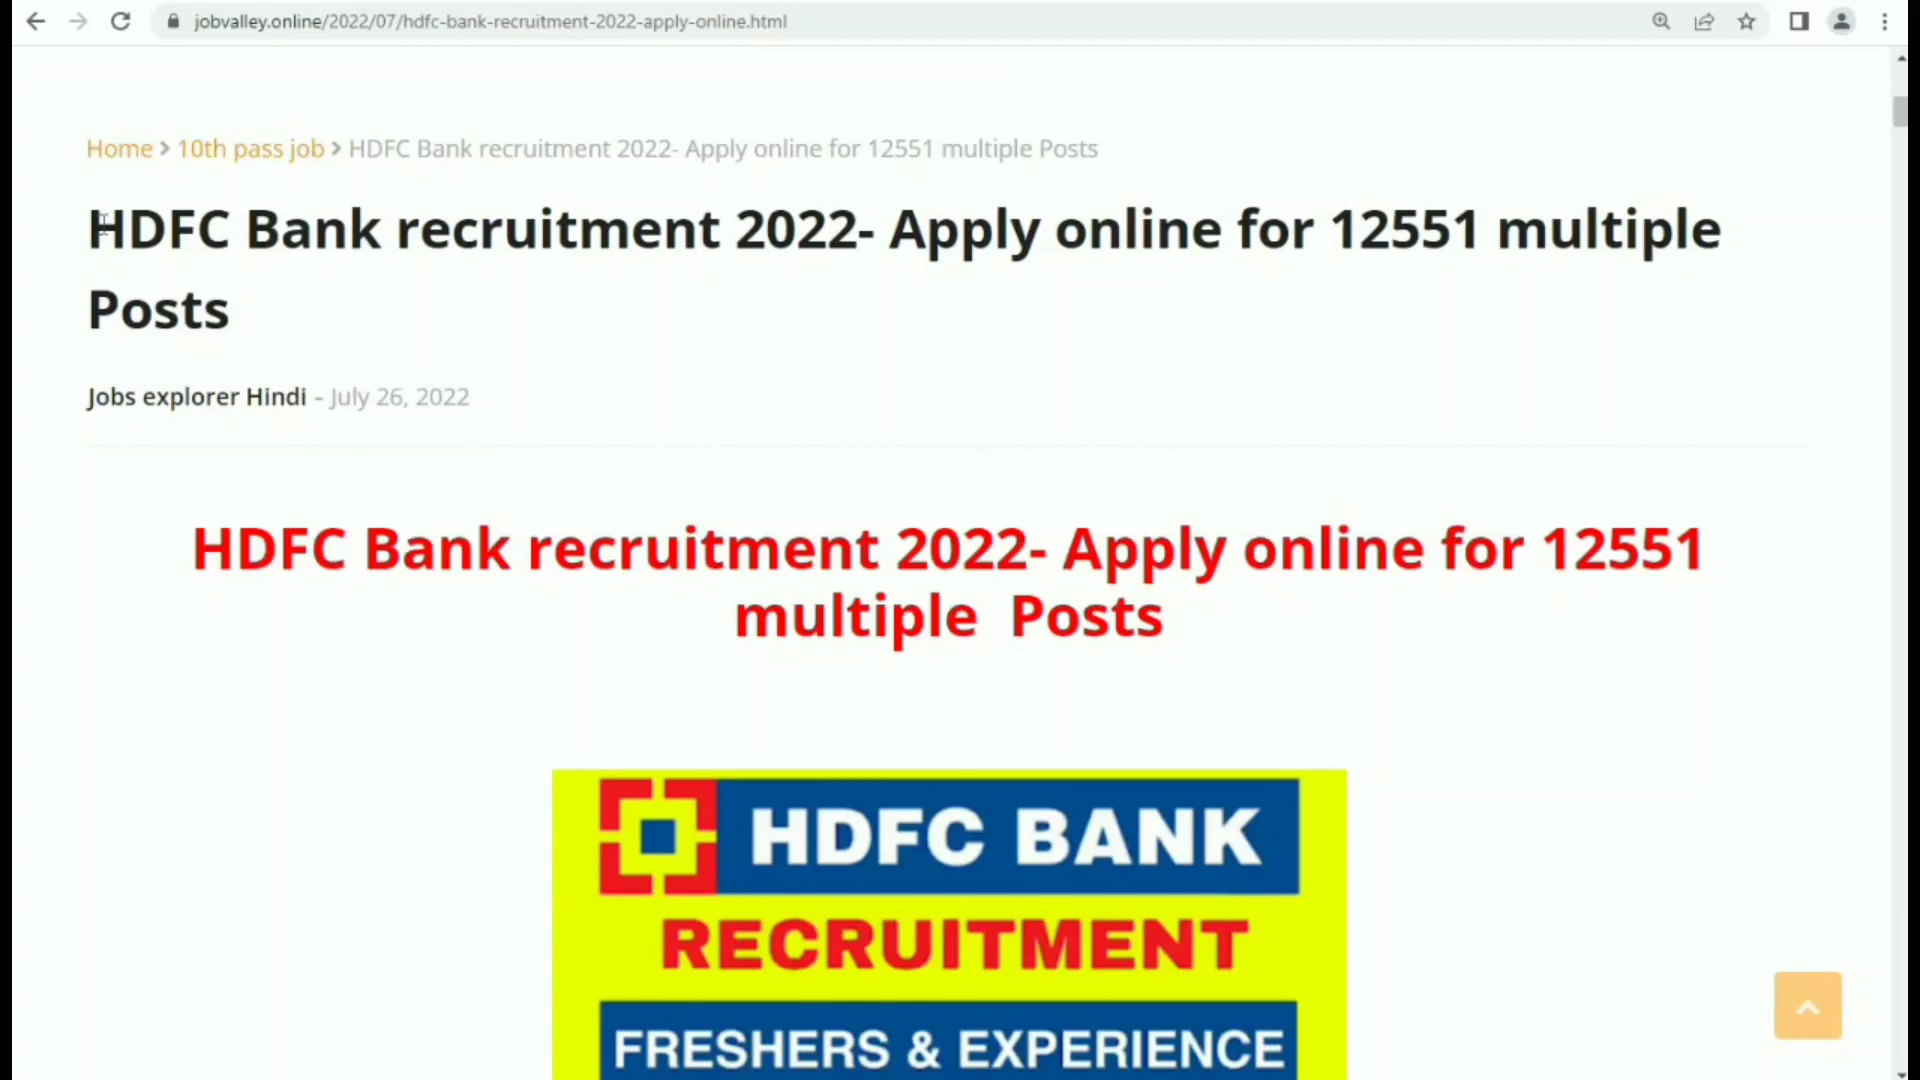 jobvalley.online/2022/07/hdfc-bank-recruitment-2022-apply-online.html
Home > 10th pass job > HDFC Bank recruitment 2022- Apply online for 12551 multiple Posts
HDFC Bank recruitment 2022- Apply online for 12551 multiple
Posts
Jobs explorer Hindi - July 26, 2022
HDFC Bank recruitment 2022- Apply online for 12551
multiple Posts
HDFC BANK
RECRUITMENT
FRESHERS & EXPERIENCE